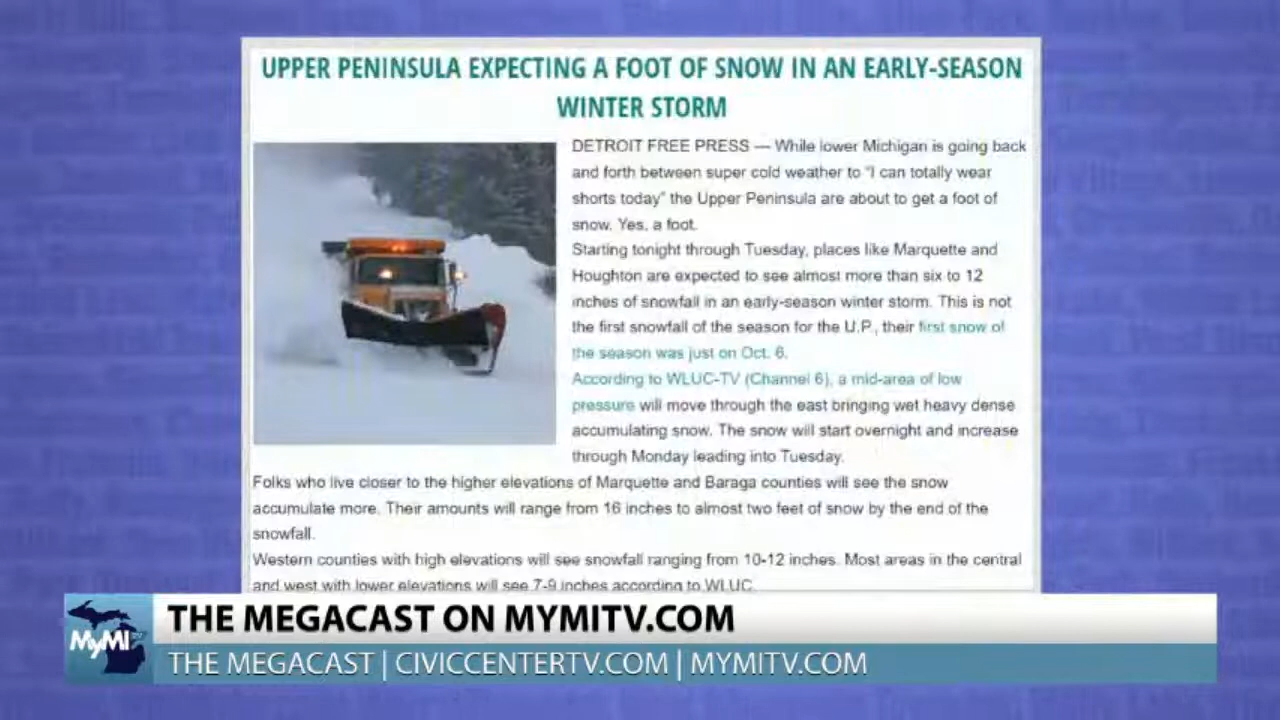 UPPER PENINSULA EXPECTING A FOOT OF SNOW IN AN EARLY-SEASON
WINTER STORM
DETROIT FREE PRESS — While lower Michigan is going back
and forth between super cold weather to "I can totally wear
shorts today" the Upper Peninsula are about to get a foot of
snow. Yes, a foot.
Starting tonight through Tuesday, places like Marquette and
Houghton are expected to see almost more than six to 12
inches of snowfall in an early-season winter storm. This is not
the first snowfall of the season for the U.P., their first snow of
the season was just on Oct. 6.
According to WLUC-TV (Channel 6), a mid-area of low
pressure will move through the east bringing wet heavy dense
accumulating snow. The snow will start overnight and increase
through Monday leading into Tuesday.
Folks who live closer to the higher elevations of Marquette and Baraga counties will see the snow
accumulate more. Their amounts will range from 16 inches to almost two feet of snow by the end of the
snowfall.
Western counties with high elevations will see snowfall ranging from 10-12 inches. Most areas in the central
and west with lower elevations will see 7-9 inches according to WLUC.
THE MEGACAST ON MYMITV.COM
MyMI
THE MEGACAST | CIVICCENTERTV.COM | MYMITV.COM